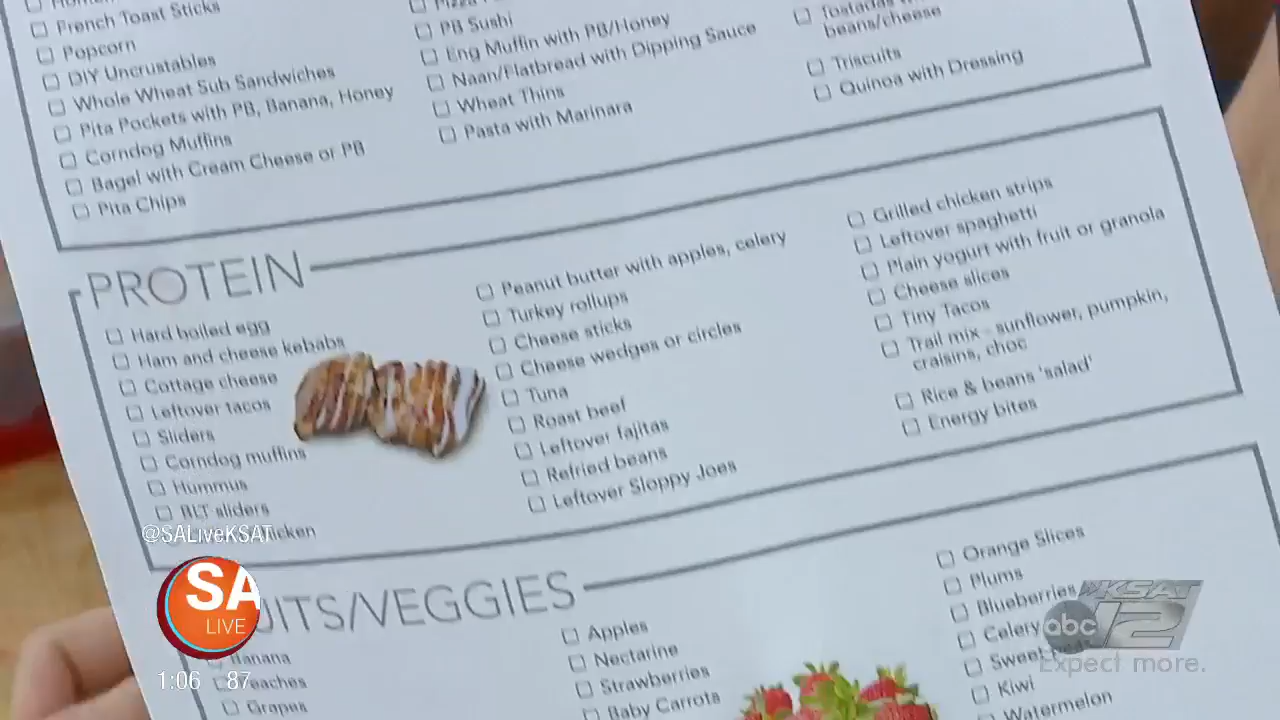 French Toast Sticks
Popcorn
DIY Uncrustables
Whole Wheat Sub Sandwiches
Pita Pockets with PB, Banana, Honey
Corndog Muffins
Bagel with Cream Cheese or PB
Pita Chips
PB Sushi
Eng Muffin with PB/Honey
Naan/Flatbread with Dipping Sauce
Wheat Thins
Pasta with Marinara
Tostadas
beans/cheese
Triscuits
Quinoa with Dressing
PROTEIN
Hard boiled egg
Ham and cheese kebabs
Cottage cheese
Leftover tacos
Sliders
Corndog muffins
Hummus
BLT sliders
Peanut butter with apples, celery
Turkey rollups
Cheese sticks
Cheese wedges or circles
Tuna
Roast beef
Leftover fajitas
Refried beans
Leftover Sloppy Joes
Grilled chicken strips
Leftover spaghetti
Plain yogurt with fruit or granola
Cheese slices
Tiny Tacos
Trail mix - sunflower, pumpkin,
craisins, choc
Rice & beans 'salad'
Energy bites
/VEGGIES
Banana
Peaches
Grapes
Apples
Nectarine
Strawberries
Baby Carrots
Orange Slices
Plums
Blueberries
Celery
Sweet
Kiwi
Watermelon
@SALiveKSAT
SA
LIVE
1:06 87
KSAT
abc 12
Expect more.